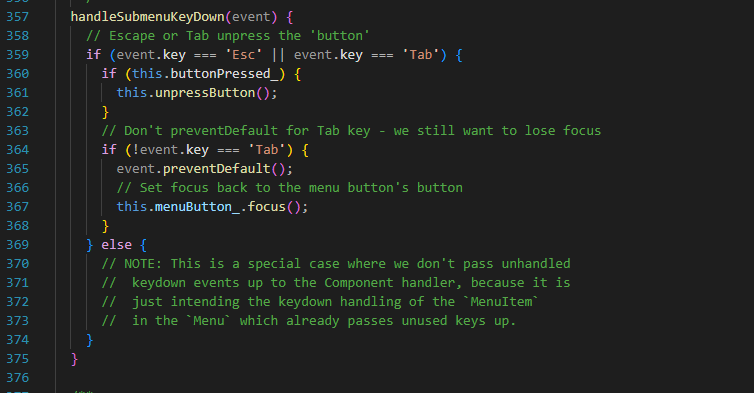 357 handleSubmenuKeyDown(event) {
358 // Escape or Tab unpress the 'button'
359 if (event.key === 'Esc' || event.key === 'Tab') {
360 if (this.buttonPressed_) {
361 this.unpressButton();
362 }
363 // Don't preventDefault for Tab key - we still want to lose focus
364 if (!event.key === 'Tab') {
365 event.preventDefault();
366 // Set focus back to the menu button's button
367 this.menuButton_.focus();
368 }
369 } else {
370 // NOTE: This is a special case where we don't pass unhandled
371 //  keydown events up to the Component handler, because it is
372 //  just intending the keydown handling of the `MenuItem`
373 //  in the `Menu` which already passes unused keys up.
374 }
375 }
376